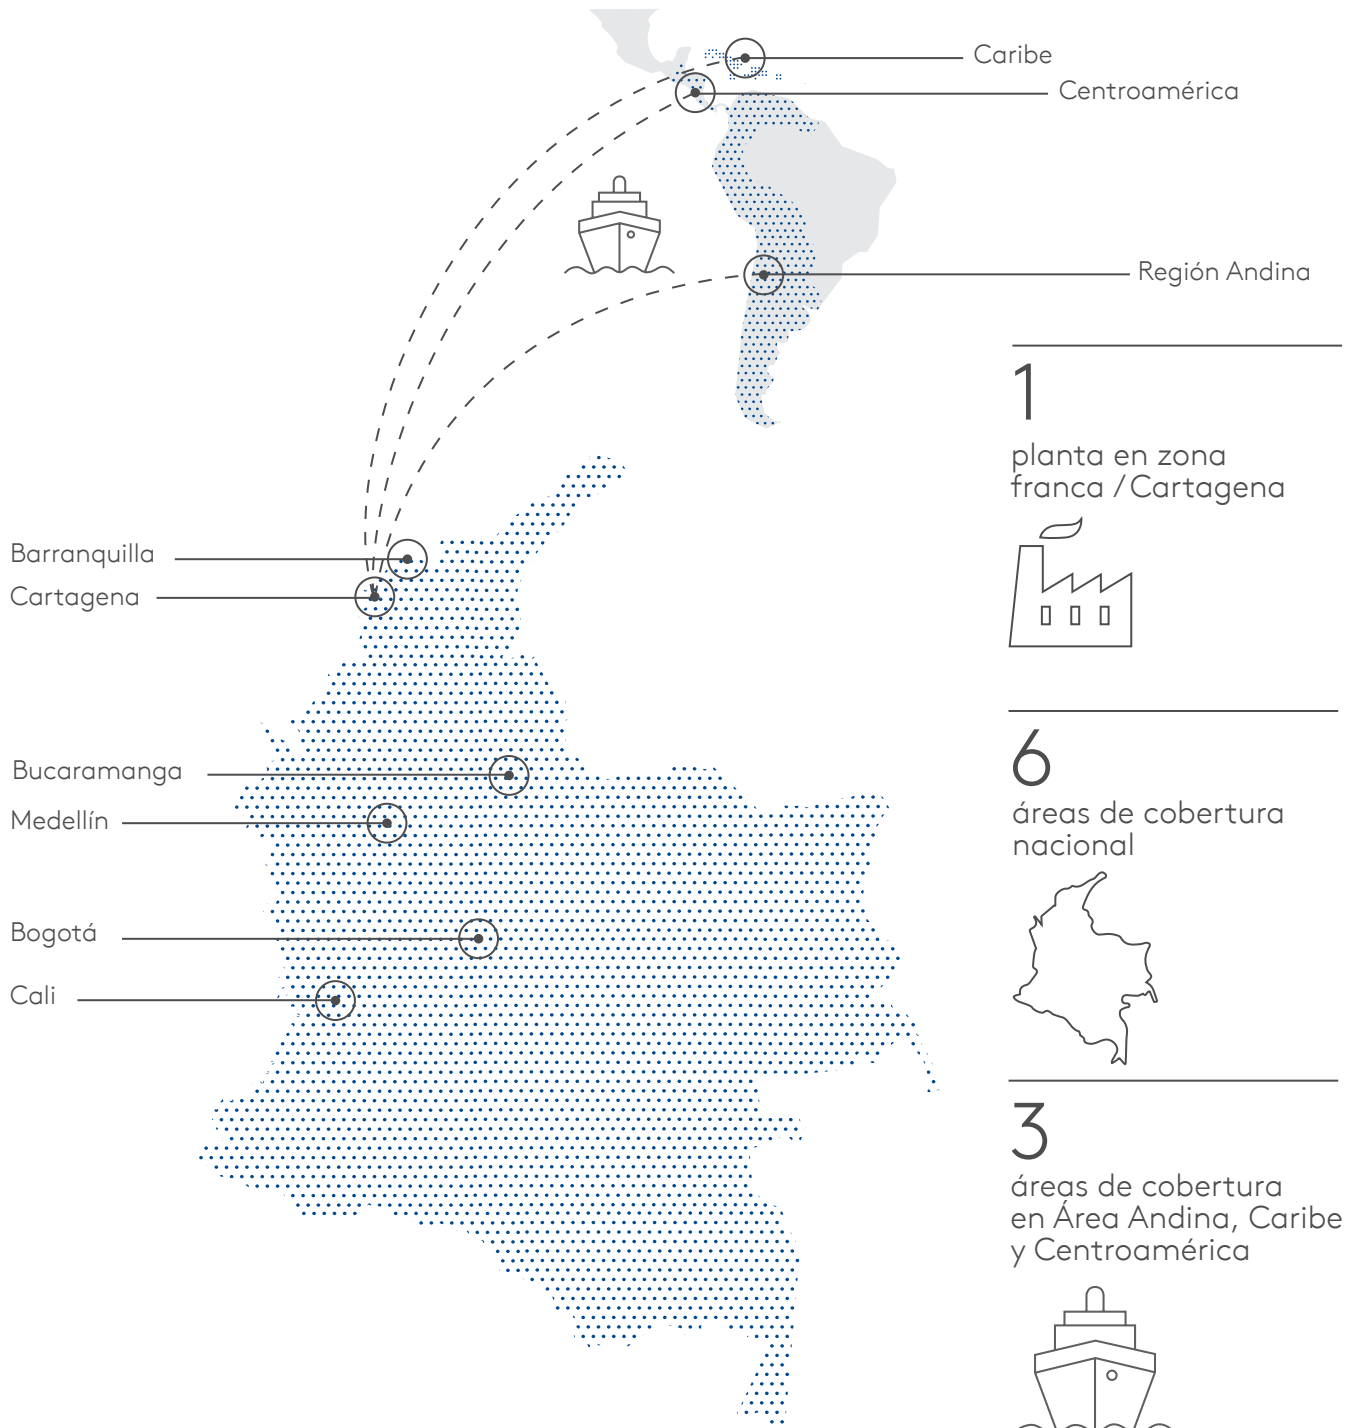 Caribe
Centroamérica
Región Andina
1
planta en zona
franca / Cartagena
Barranquilla
Cartagena
6
áreas de cobertura
nacional
Bucaramanga
Medellín
Bogotá
Cali
3
áreas de cobertura
en Área Andina, Caribe
y Centroamérica